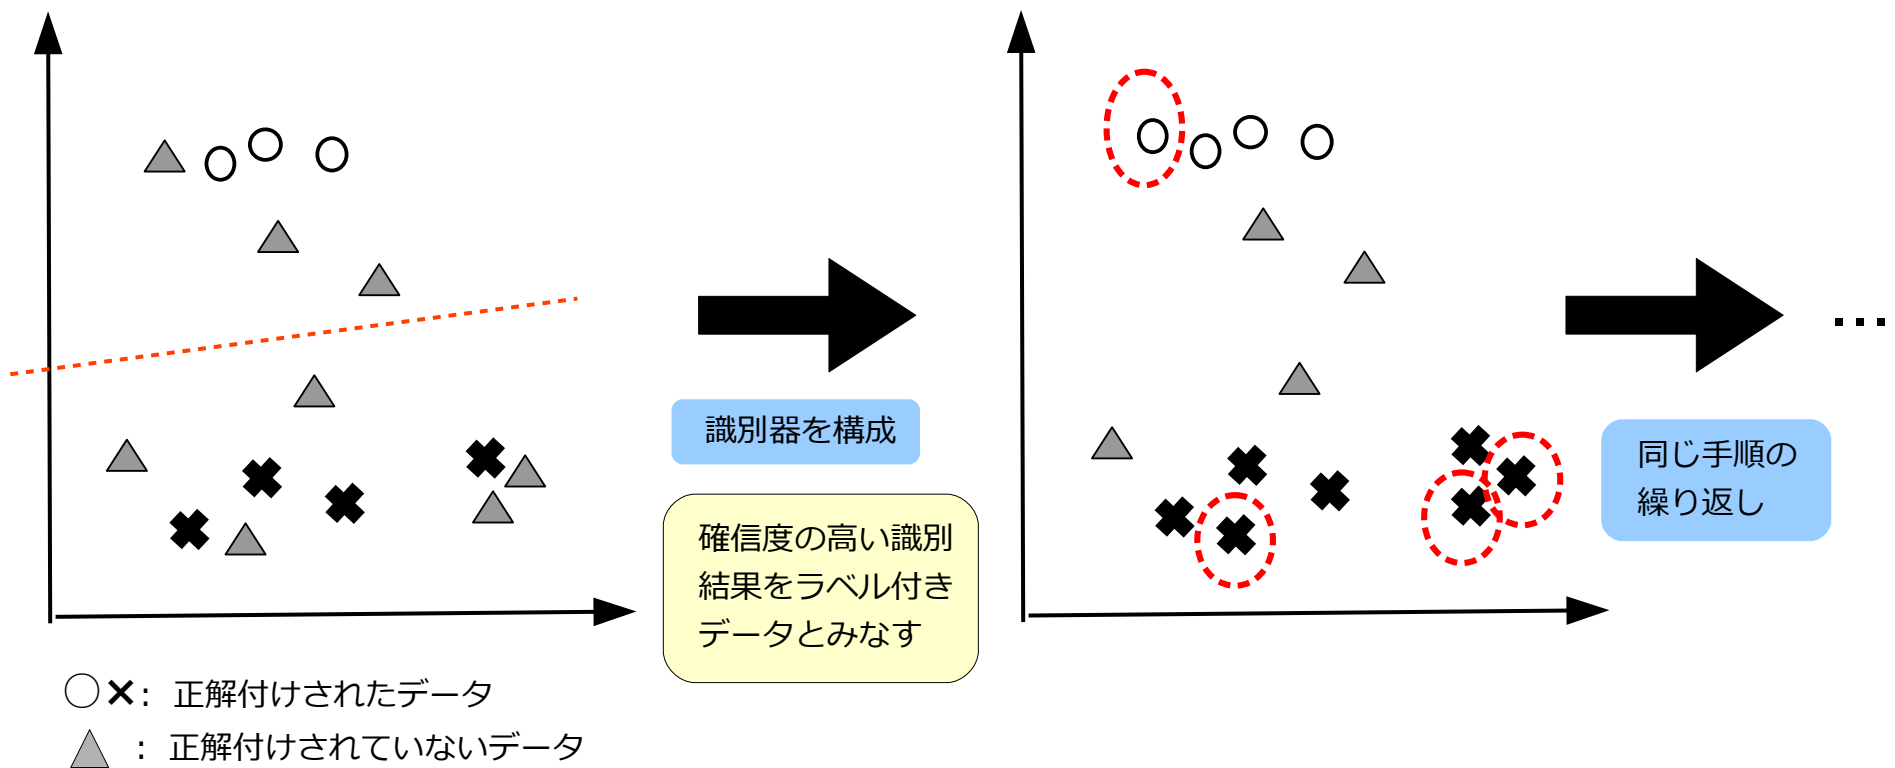 識別器を構成
確信度の高い識別
結果をラベル付き
データとみなす
同じ手順の
繰り返し
…
○×: 正解付けされたデータ
: 正解付けされていないデータ